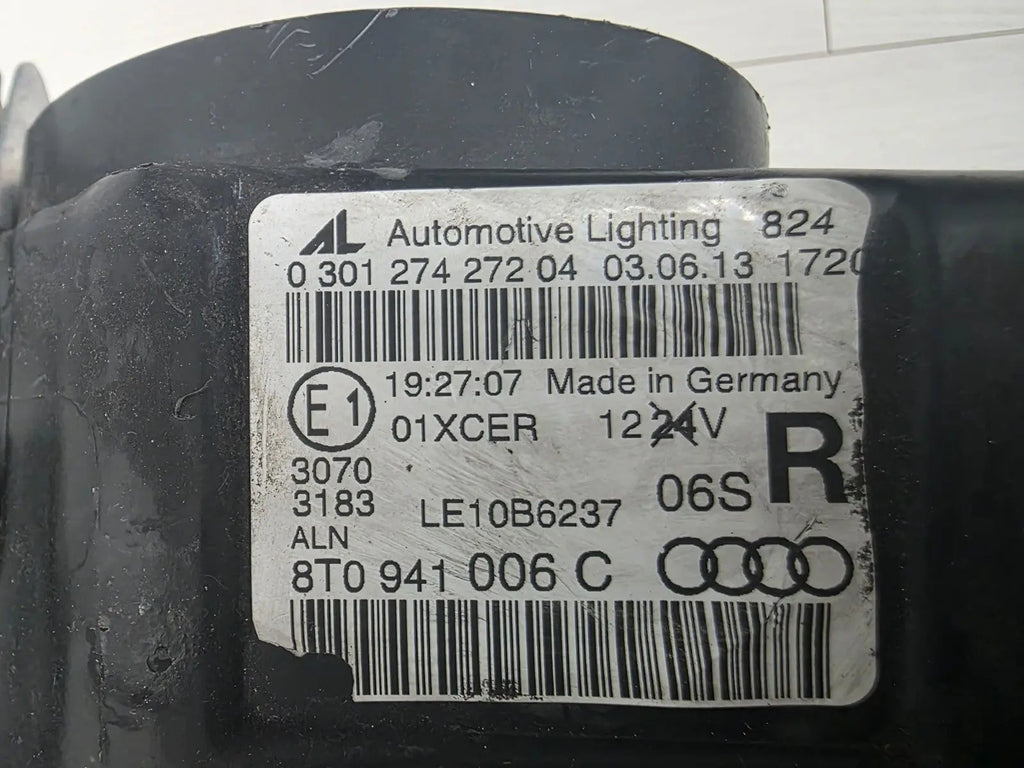 AL Automotive Lighting 824
0 301 274 272 04 03.06.13 1720
E1 19:27:07 Made in Germany
01XCER 12 24V R
3070
3183 LE10B6237 06S
ALN
8T0 941 006 C